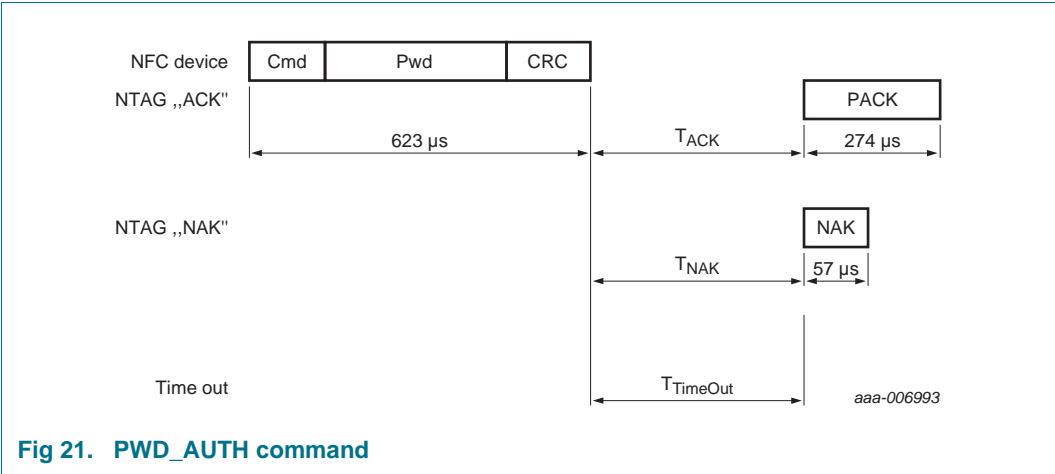 NFC device Cmd Pwd CRC
NTAG ,,ACK" PACK
623 µs TACK 274 µs
NTAG ,,NAK" NAK
TNAK 57 µs
Time out TTimeOut aaa-006993
Fig 21. PWD_AUTH command